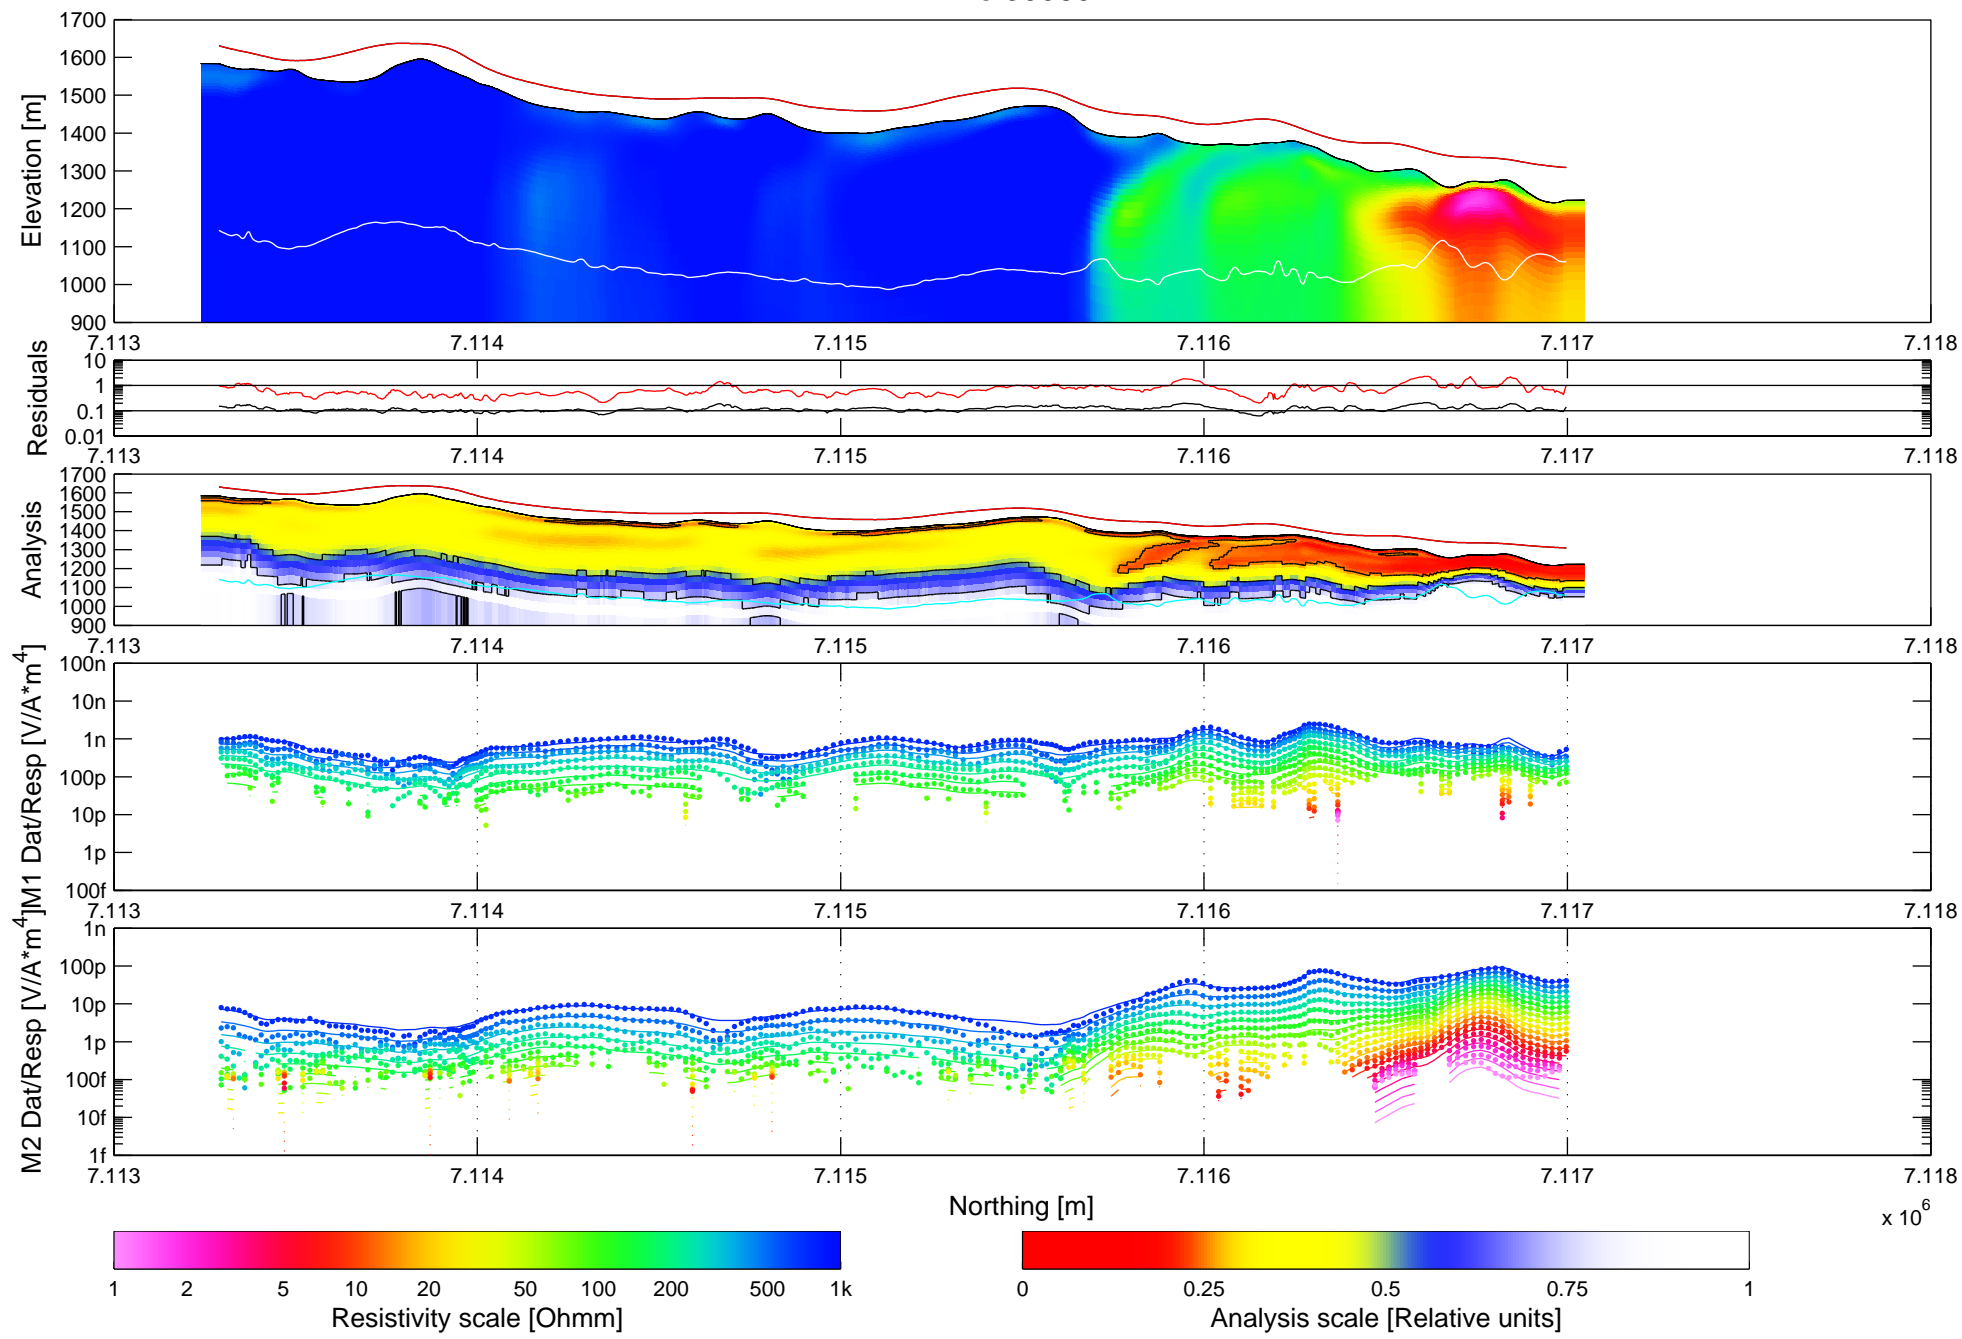 1700
1600
1500
1400
1300
1200
1100
1000
900
Elevation [m]
7.113 7.114 7.115 7.116 7.117 7.118
10
1
0.1
0.01
Residuals
7.113 7.114 7.115 7.116 7.117 7.118
1700
1600
1500
1400
1300
1200
1100
1000
900
Analysis
7.113 7.114 7.115 7.116 7.117 7.118
100n
10n
1n
100p
10p
1p
100f
M1 Dat/Resp [V/A*m^4]
7.113 7.114 7.115 7.116 7.117 7.118
1n
100p
10p
1p
100f
10f
1f
M2 Dat/Resp [V/A*m^4]
7.113 7.114 7.115 7.116 7.117 7.118
Northing [m]
x 10^6
1 2 5 10 20 50 100 200 500 1k
Resistivity scale [Ohmm]
0 0.25 0.5 0.75 1
Analysis scale [Relative units]